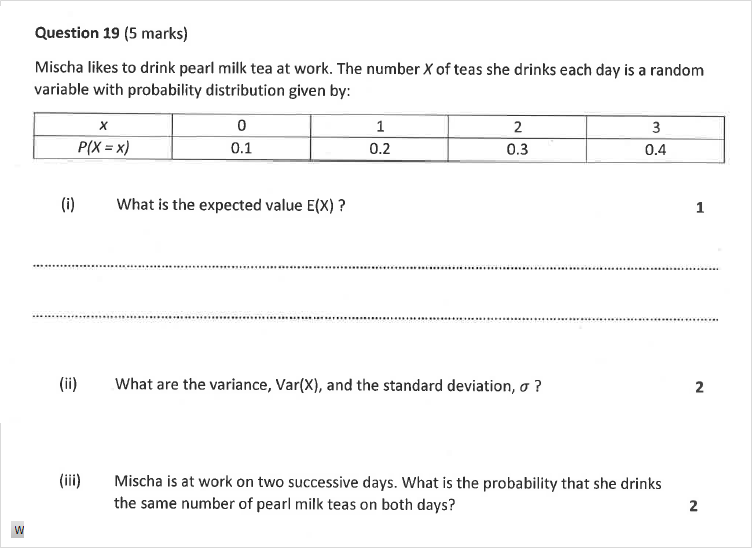 Question 19 (5 marks)
Mischa likes to drink pearl milk tea at work. The number X of teas she drinks each day is a random
variable with probability distribution given by:
x 0 1 2 3
P(X = x) 0.1 0.2 0.3 0.4
(i) What is the expected value E(X) ? 1
(ii) What are the variance, Var(X), and the standard deviation, σ ? 2
(iii) Mischa is at work on two successive days. What is the probability that she drinks
the same number of pearl milk teas on both days? 2
W